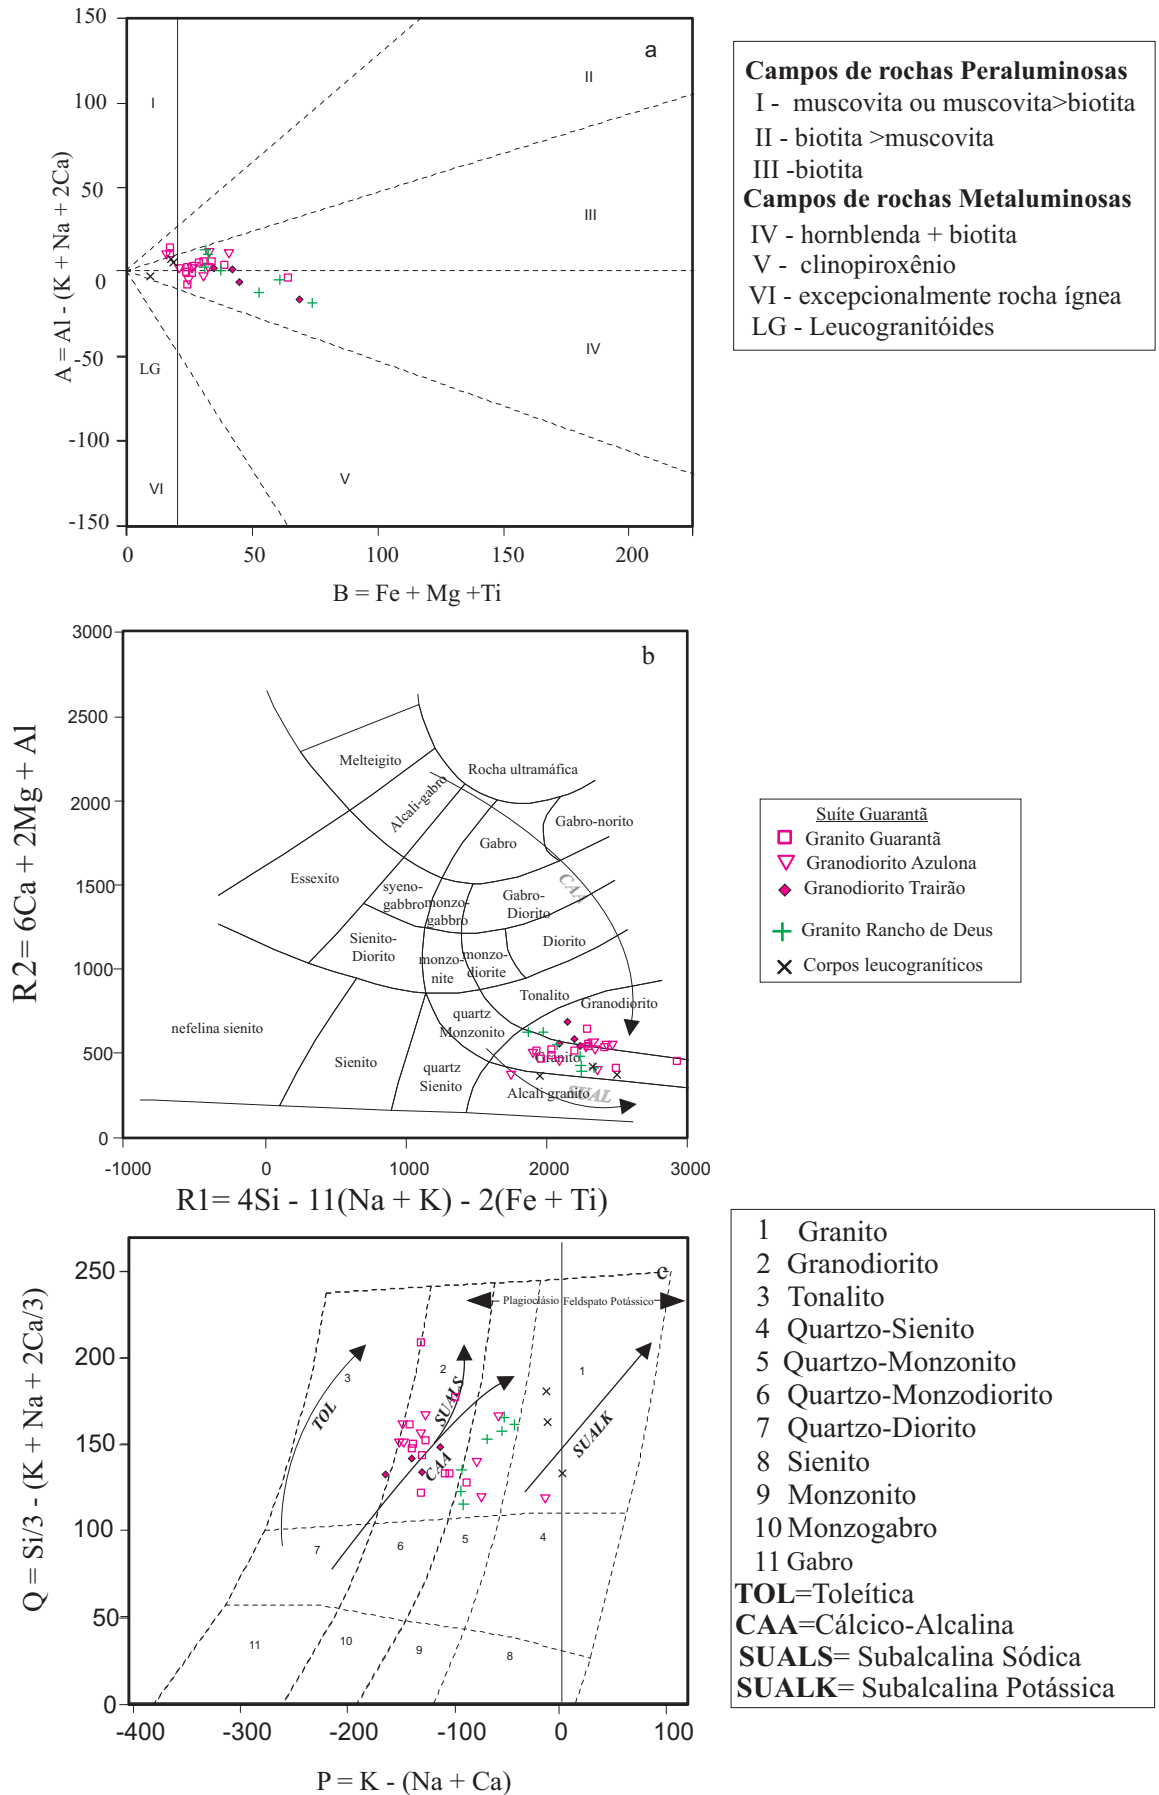 150
100
50
0
-50
-100
-150
0
50
100
150
200
A = Al - (K + Na + 2Ca)
B = Fe + Mg +Ti
a
I
II
III
IV
V
VI
LG
Campos de rochas Peraluminosas
I - muscovita ou muscovita>biotita
II - biotita >muscovita
III -biotita
Campos de rochas Metaluminosas
IV - hornblenda + biotita
V - clinopiroxênio
VI - excepcionalmente rocha ígnea
LG - Leucogranitóides
3000
2500
2000
1500
1000
500
0
-1000
0
1000
2000
3000
R2= 6Ca + 2Mg + Al
R1= 4Si - 11(Na + K) - 2(Fe + Ti)
b
Melteigito
Rocha ultramáfica
Alcali-gabro
Gabro-norito
Gabro
Essexito
syeno-
gabbro
monzo-
gabbro
Gabro-
Diorito
CAA
Sienito-
Diorito
monzo-
nite
monzo-
diorite
Diorito
Tonalito
Granodiorito
nefelina sienito
quartz
Monzonito
Granito
Sienito
quartz
Sienito
Alcali granito
SUAL
Suíte Guarantã
Granito Guarantã
Granodiorito Azulona
Granodiorito Trairão
Granito Rancho de Deus
Corpos leucograníticos
250
200
150
100
50
0
-400
-300
-200
-100
0
100
Q = Si/3 - (K + Na + 2Ca/3)
P = K - (Na + Ca)
c
Plagioclásio
Feldspato Potássico
3
2
1
TOL
SUALS
CAA
SUALK
7
6
5
4
11
10
9
8
1 Granito
2 Granodiorito
3 Tonalito
4 Quartzo-Sienito
5 Quartzo-Monzonito
6 Quartzo-Monzodiorito
7 Quartzo-Diorito
8 Sienito
9 Monzonito
10 Monzogabro
11 Gabro
TOL=Toleítica
CAA=Cálcico-Alcalina
SUALS= Subalcalina Sódica
SUALK= Subalcalina Potássica